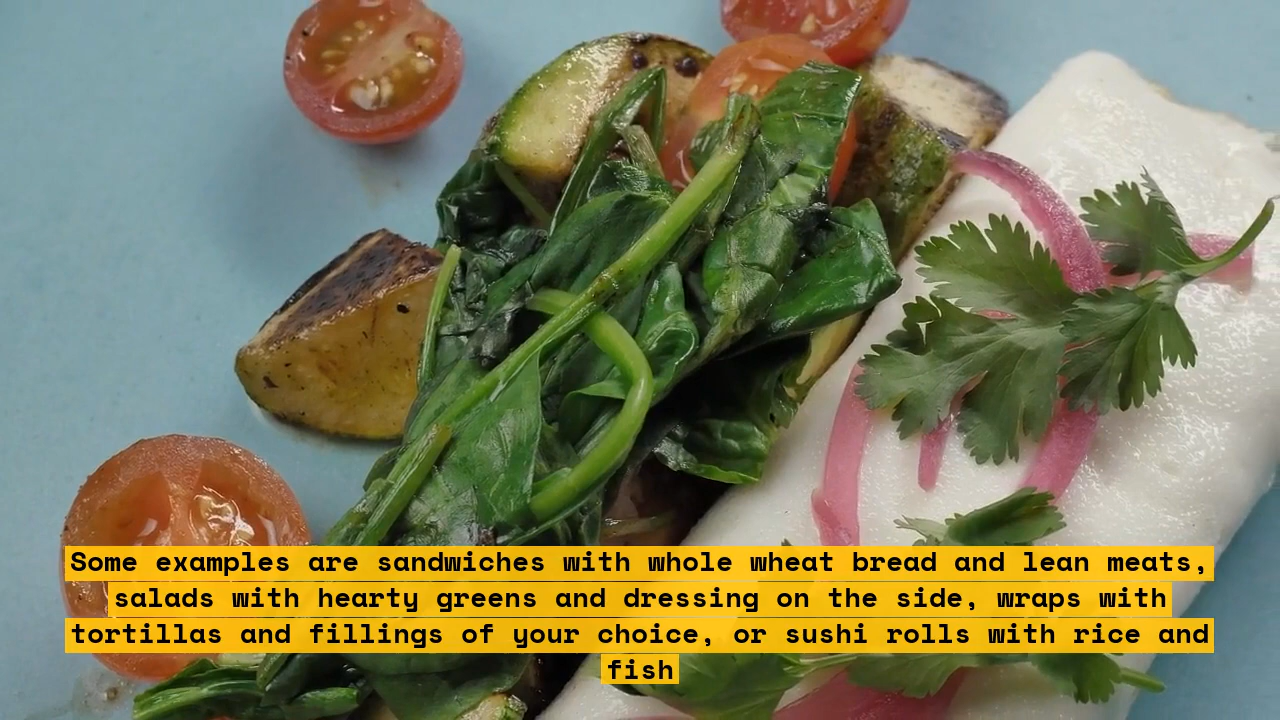 Some examples are sandwiches with whole wheat bread and lean meats,
salads with hearty greens and dressing on the side, wraps with
tortillas and fillings of your choice, or sushi rolls with rice and
fish